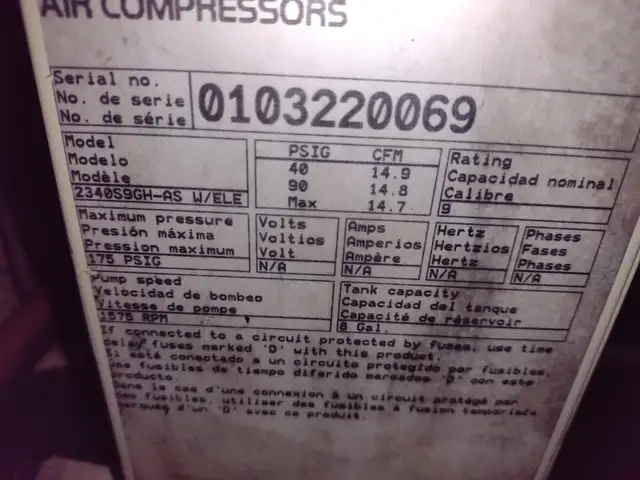 AIR COMPRESSORS
Serial no.
No. de serie
No. de série
0103220069
Model
Modelo
Modèle
2340S9GH-AS W/ELE
PSIG CFM
40 14.9
90 14.8
Max 14.7
Rating
Capacidad nominal
Calibre
9
Maximum pressure
Presión máxima
Pression maximum
175 PSIG
Volts
Voltios
Volt
N/A
Amps
Amperios
Ampère
N/A
Hertz
Hertzios
Hertz
N/A
Phases
Fases
Phases
N/A
Pump speed
Velocidad de bombeo
Vitesse de pompe
1575 RPM
Tank capacity
Capacidad del tanque
Capacité de réservoir
8 Gal.
If connected to a circuit protected by fuses, use time
delay fuses marked 'D' with this product.
Si está conectado a un circuito protegido por fusibles,
use fusibles de tiempo diferido marcados 'D' con este
producto.
Dans le cas d'une connexion à un circuit protégé par
des fusibles, utiliser des fusibles à fusion temporisée
marqués d'un 'D' avec ce produit.